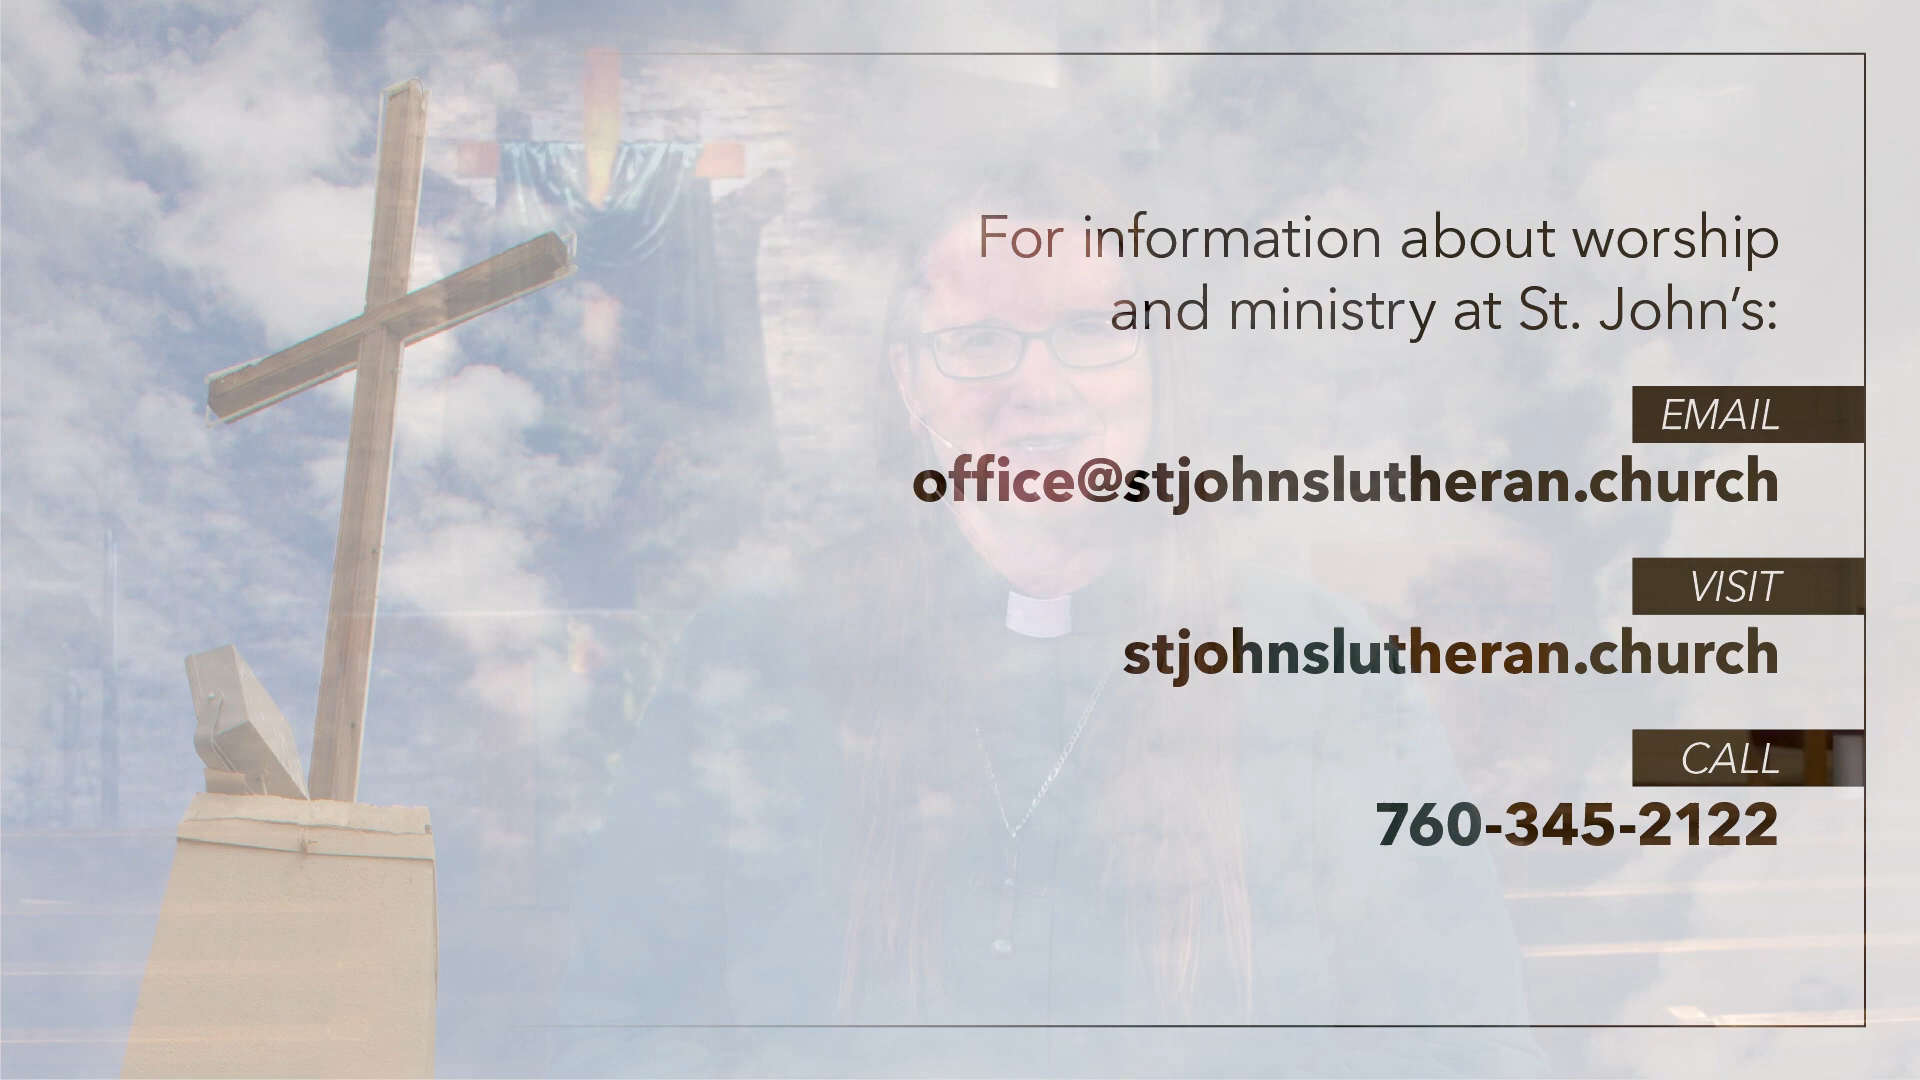 For information about worship
and ministry at St. John’s:
EMAIL
office@stjohnslutheran.church
VISIT
stjohnslutheran.church
CALL
760-345-2122